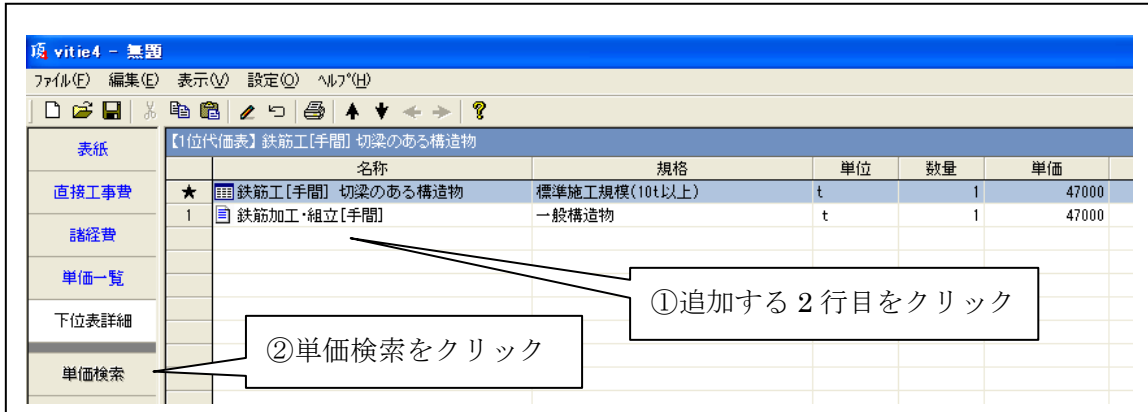 頂 vitie4 - 無題
ファイル(F) 編集(E) 表示(V) 設定(O) ヘルプ(H)
表紙
直接工事費
諸経費
単価一覧
下位表詳細
単価検索
【1位代価表】鉄筋工[手間] 切梁のある構造物
名称 規格 単位 数量 単価
★ 鉄筋工[手間] 切梁のある構造物 標準施工規模(10t以上) t 1 47000
1 鉄筋加工・組立[手間] 一般構造物 t 1 47000
①追加する 2 行目をクリック
②単価検索をクリック